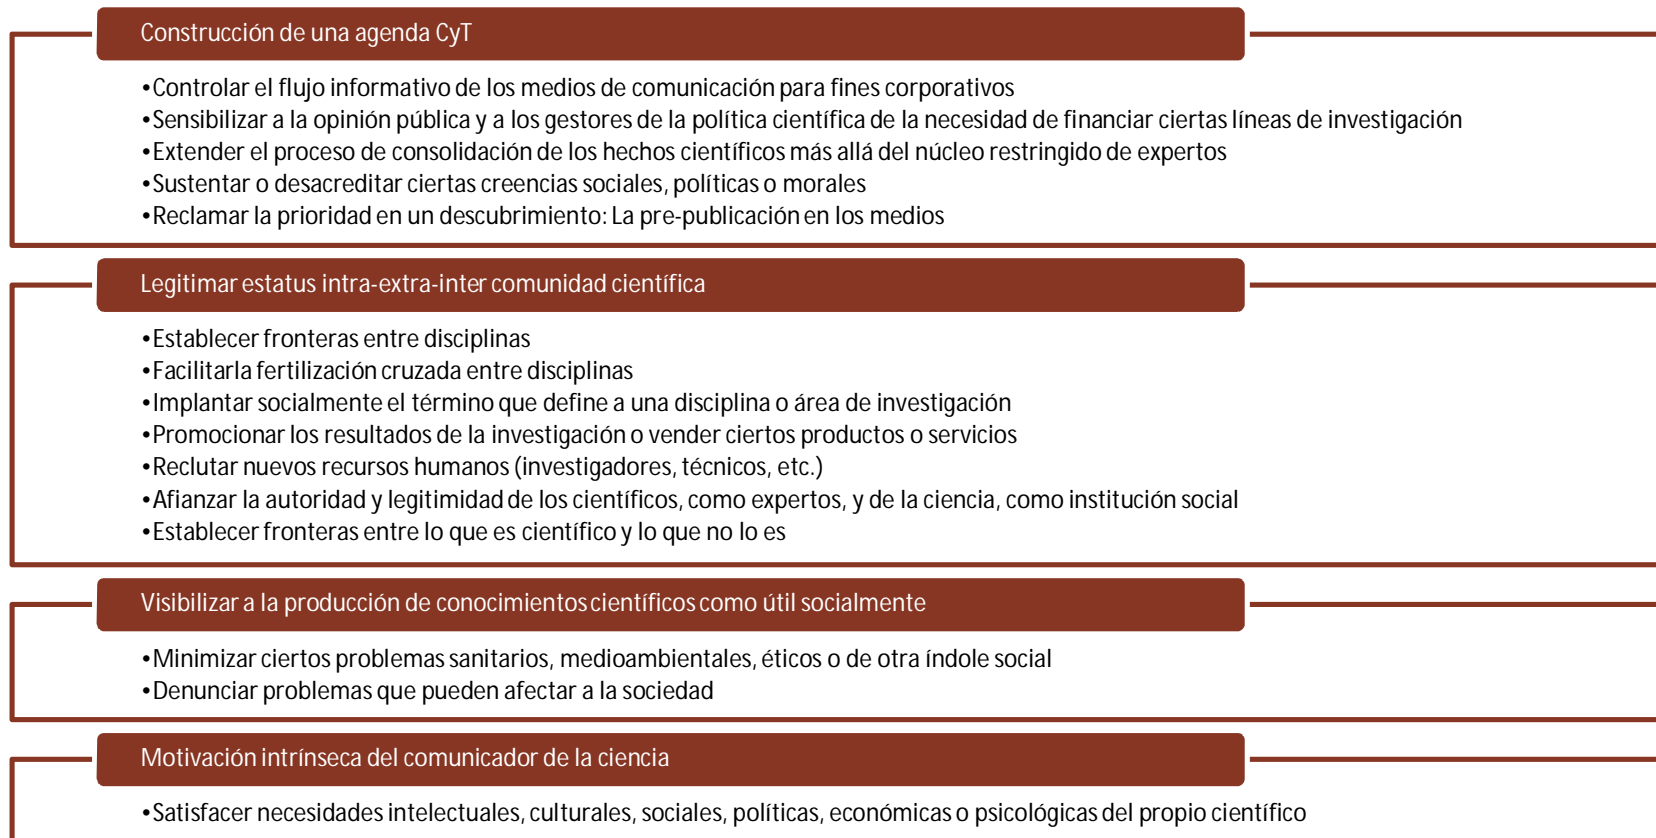 Construcción de una agenda CyT
•Controlar el flujo informativo de los medios de comunicación para fines corporativos
•Sensibilizar a la opinión pública y a los gestores de la política científica de la necesidad de financiar ciertas líneas de investigación
•Extender el proceso de consolidación de los hechos científicos más allá del núcleo restringido de expertos
•Sustentar o desacreditar ciertas creencias sociales, políticas o morales
•Reclamar la prioridad en un descubrimiento: La pre-publicación en los medios
Legitimar estatus intra-extra-inter comunidad científica
•Establecer fronteras entre disciplinas
•Facilitarla fertilización cruzada entre disciplinas
•Implantar socialmente el término que define a una disciplina o área de investigación
•Promocionar los resultados de la investigación o vender ciertos productos o servicios
•Reclutar nuevos recursos humanos (investigadores, técnicos, etc.)
•Afianzar la autoridad y legitimidad de los científicos, como expertos, y de la ciencia, como institución social
•Establecer fronteras entre lo que es científico y lo que no lo es
Visibilizar a la producción de conocimientos científicos como útil socialmente
•Minimizar ciertos problemas sanitarios, medioambientales, éticos o de otra índole social
•Denunciar problemas que pueden afectar a la sociedad
Motivación intrínseca del comunicador de la ciencia
•Satisfacer necesidades intelectuales, culturales, sociales, políticas, económicas o psicológicas del propio científico